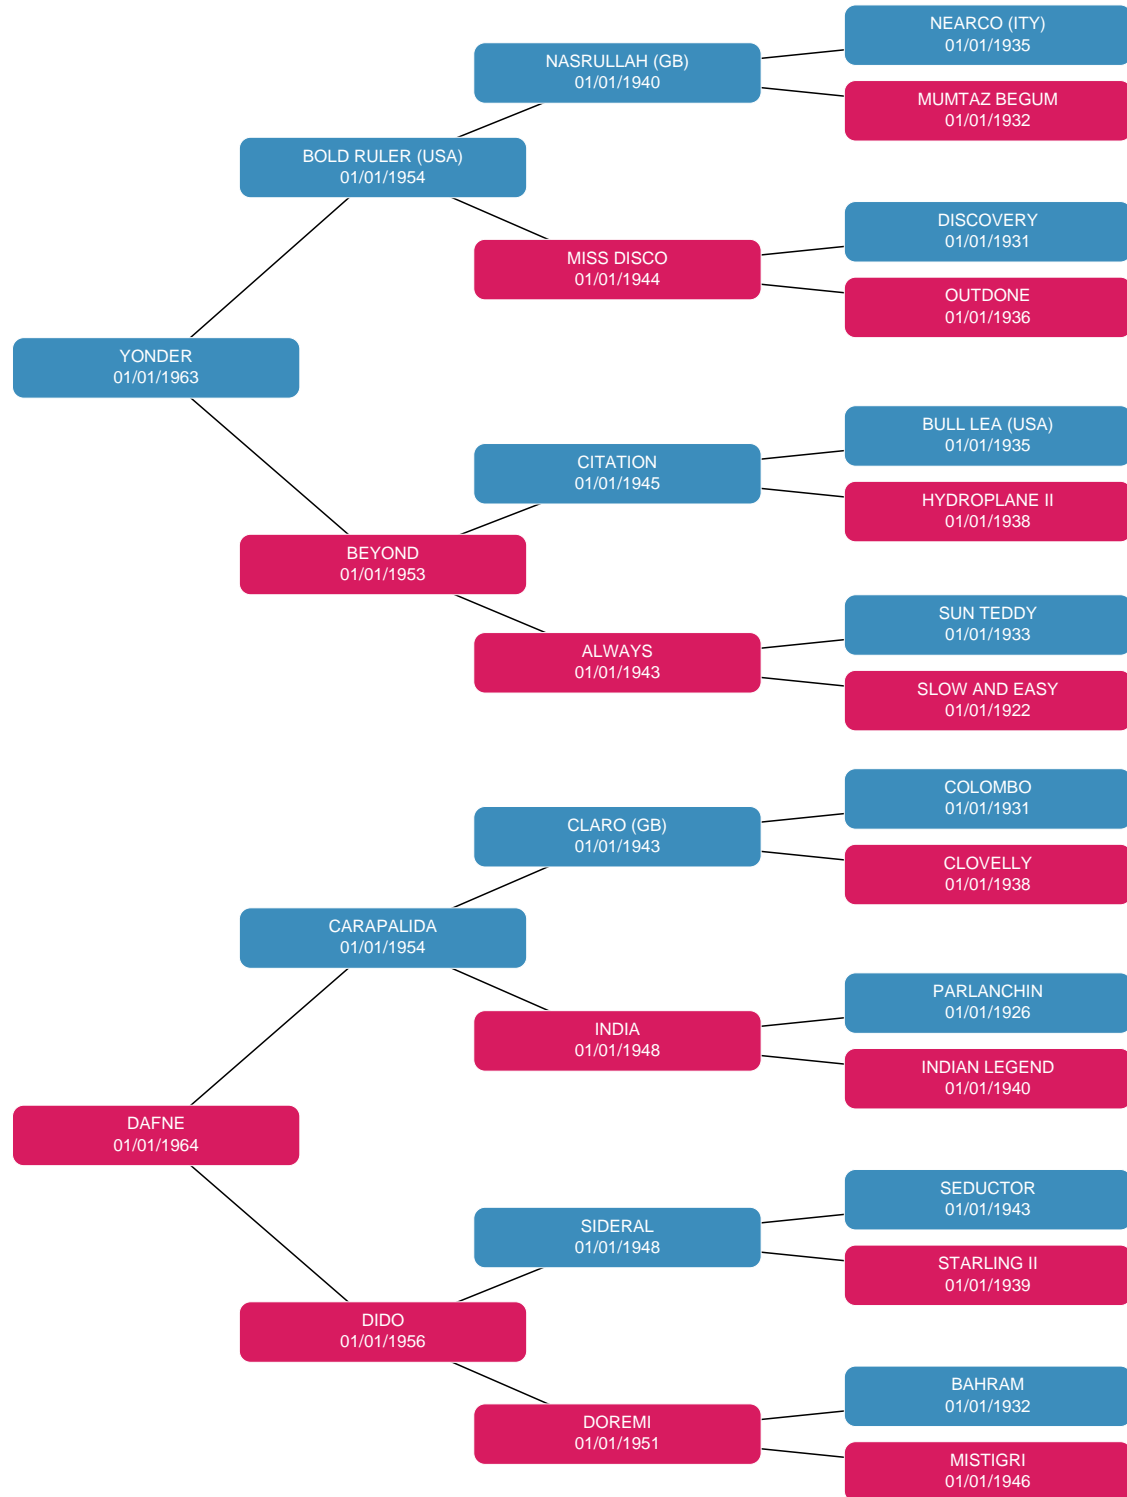 NEARCO (ITY)
01/01/1935
NASRULLAH (GB)
01/01/1940
MUMTAZ BEGUM
01/01/1932
BOLD RULER (USA)
01/01/1954
DISCOVERY
01/01/1931
MISS DISCO
01/01/1944
OUTDONE
01/01/1936
YONDER
01/01/1963
BULL LEA (USA)
01/01/1935
CITATION
01/01/1945
HYDROPLANE II
01/01/1938
BEYOND
01/01/1953
SUN TEDDY
01/01/1933
ALWAYS
01/01/1943
SLOW AND EASY
01/01/1922
COLOMBO
01/01/1931
CLARO (GB)
01/01/1943
CLOVELLY
01/01/1938
CARAPALIDA
01/01/1954
PARLANCHIN
01/01/1926
INDIA
01/01/1948
INDIAN LEGEND
01/01/1940
DAFNE
01/01/1964
SEDUCTOR
01/01/1943
SIDERAL
01/01/1948
STARLING II
01/01/1939
DIDO
01/01/1956
BAHRAM
01/01/1932
DOREMI
01/01/1951
MISTIGRI
01/01/1946